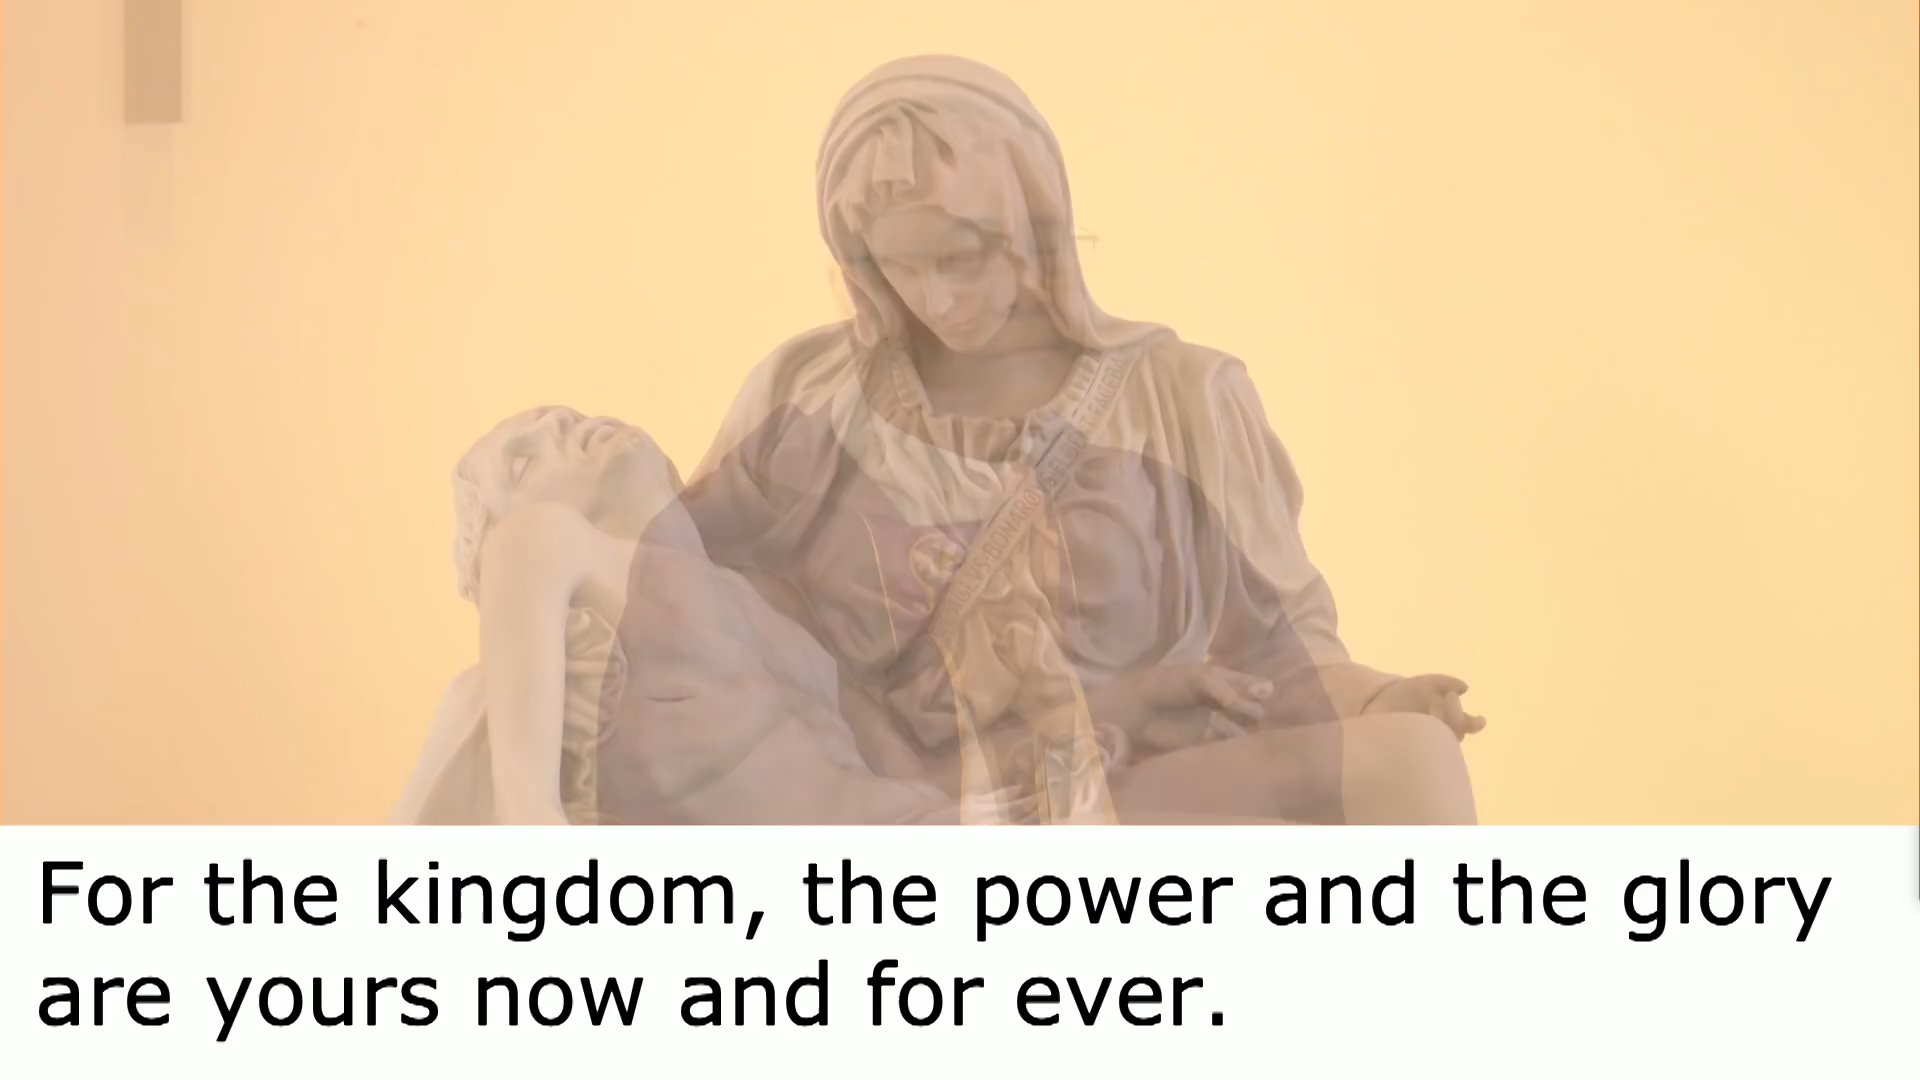 For the kingdom, the power and the glory
are yours now and for ever.